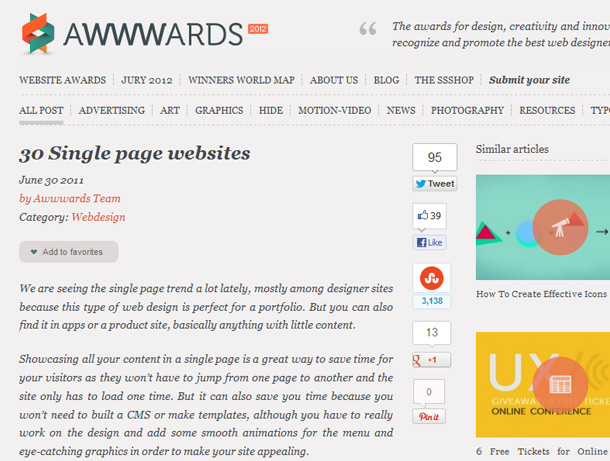 AWWWARDS 2012
“ The awards for design, creativity and
recognize and promote the best web
WEBSITE AWARDS JURY 2012 WINNERS WORLD MAP ABOUT US BLOG THE SSSHOP Submit your site
ALL POST ADVERTISING ART GRAPHICS HIDE MOTION-VIDEO NEWS PHOTOGRAPHY RESOURCES
30 Single page websites
June 30 2011
by Awwwards Team
Category: Webdesign
❤ Add to favorites
We are seeing the single page trend a lot lately, mostly among designer sites
because this type of web design is perfect for a portfolio. But you can also
find it in apps or a product site, basically anything with little content.
Showcasing all your content in a single page is a great way to save time for
your visitors as they won't have to jump from one page to another and the
site only has to load one time. But it can also save you time because you
won't need to built a CMS or make templates, although you have to really
work on the design and add some smooth animations for the menu and
eye-catching graphics in order to make your site appealing.
95
Tweet
39
Like
3,138
13
g +1
0
Pin it
Similar articles
How To Create Effective Icons
UX
GIVEAWAY 6 FREE TICKE
ONLINE CONFERENCE
6 Free Tickets for Online